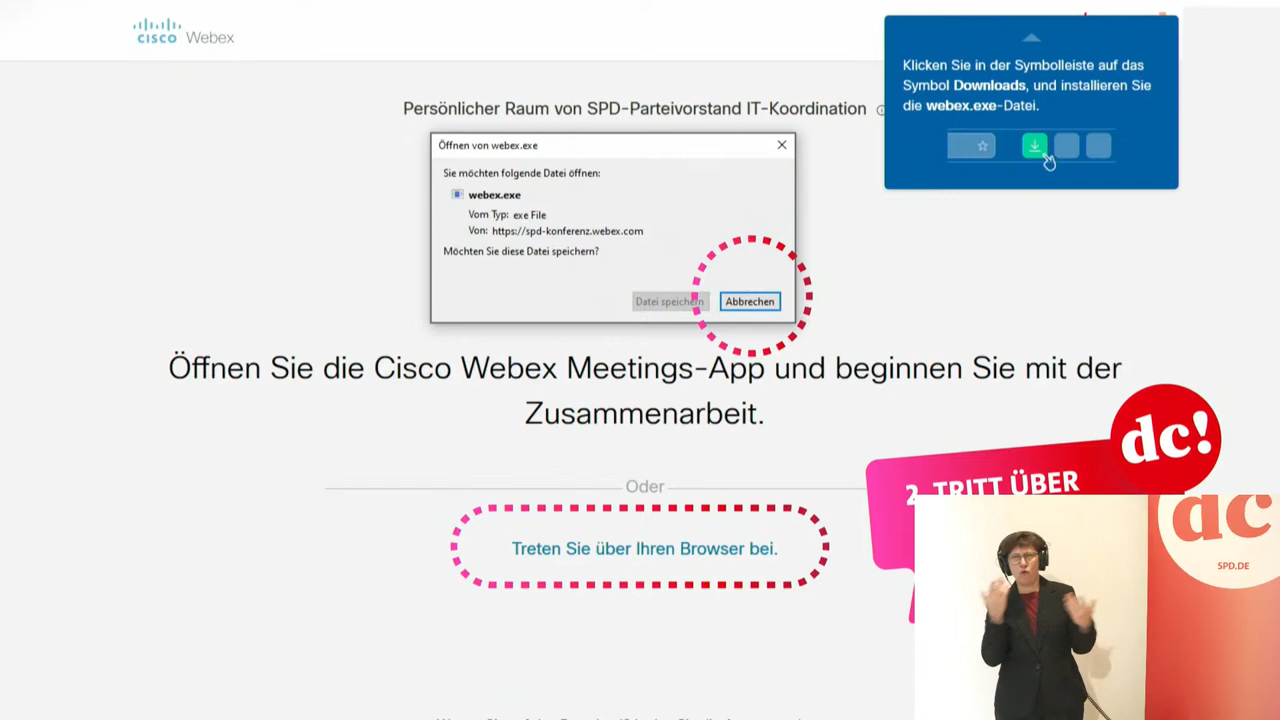 CISCO Webex
Klicken Sie in der Symbolleiste auf das
Symbol Downloads, und installieren Sie
die webex.exe-Datei.
Persönlicher Raum von SPD-Parteivorstand IT-Koordination
Öffnen von webex.exe
Sie möchten folgende Datei öffnen:
webex.exe
Vom Typ: exe File
Von: https://spd-konferenz.webex.com
Möchten Sie diese Datei speichern?
Datei speichern
Abbrechen
Öffnen Sie die Cisco Webex Meetings-App und beginnen Sie mit der
Zusammenarbeit.
dc!
Oder
2. TRITT ÜBER
Treten Sie über Ihren Browser bei.
dc
SPD.DE